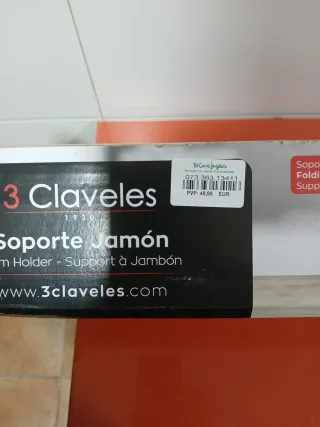 El Corte Inglés
073 363 13411
PVP: 49,95 EUR
3 Claveles
1930
Soporte Jamón
m Holder - Support à Jambón
www.3claveles.com
Sopo
Foldi
Supp